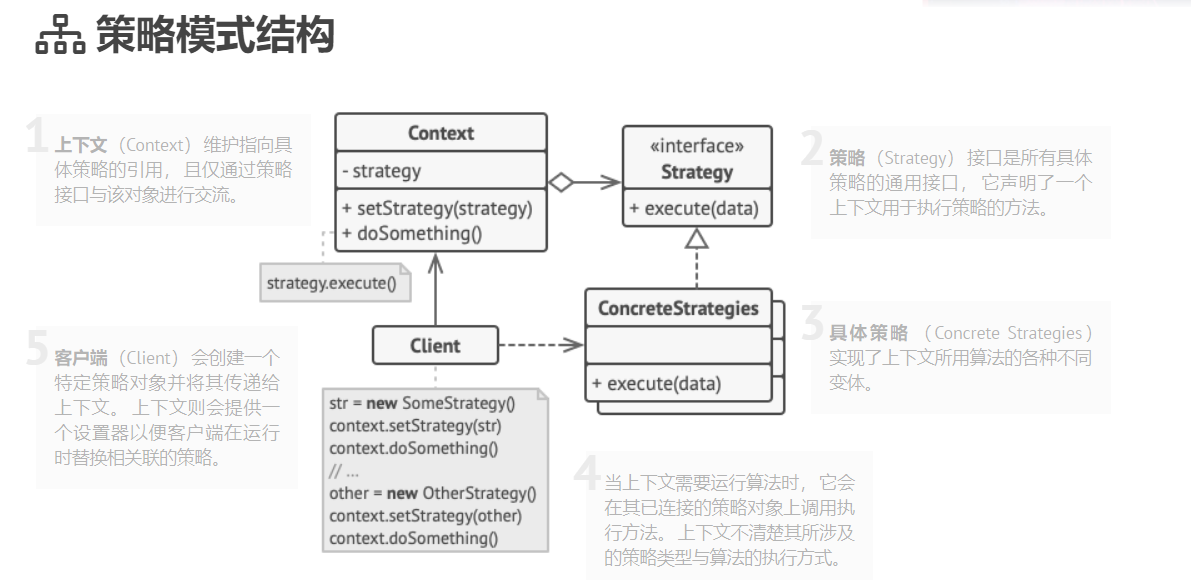 策略模式结构
1
上下文（Context）维护指向具
体策略的引用，且仅通过策略
接口与该对象进行交流。
Context
- strategy
+ setStrategy(strategy)
+ doSomething()
strategy.execute()
«interface»
Strategy
+ execute(data)
2
策略（Strategy）接口是所有具体
策略的通用接口，它声明了一个
上下文用于执行策略的方法。
ConcreteStrategies
+ execute(data)
3
具体策略（Concrete Strategies）
实现了上下文所用算法的各种不同
变体。
Client
str = new SomeStrategy()
context.setStrategy(str)
context.doSomething()
// ...
other = new OtherStrategy()
context.setStrategy(other)
context.doSomething()
4
当上下文需要运行算法时，它会
在其已连接的策略对象上调用执
行方法。上下文不清楚其所涉及
的策略类型与算法的执行方式。
5
客户端（Client）会创建一个
特定策略对象并将其传递给
上下文。上下文则会提供一
个设置器以便客户端在运行
时替换相关联的策略。